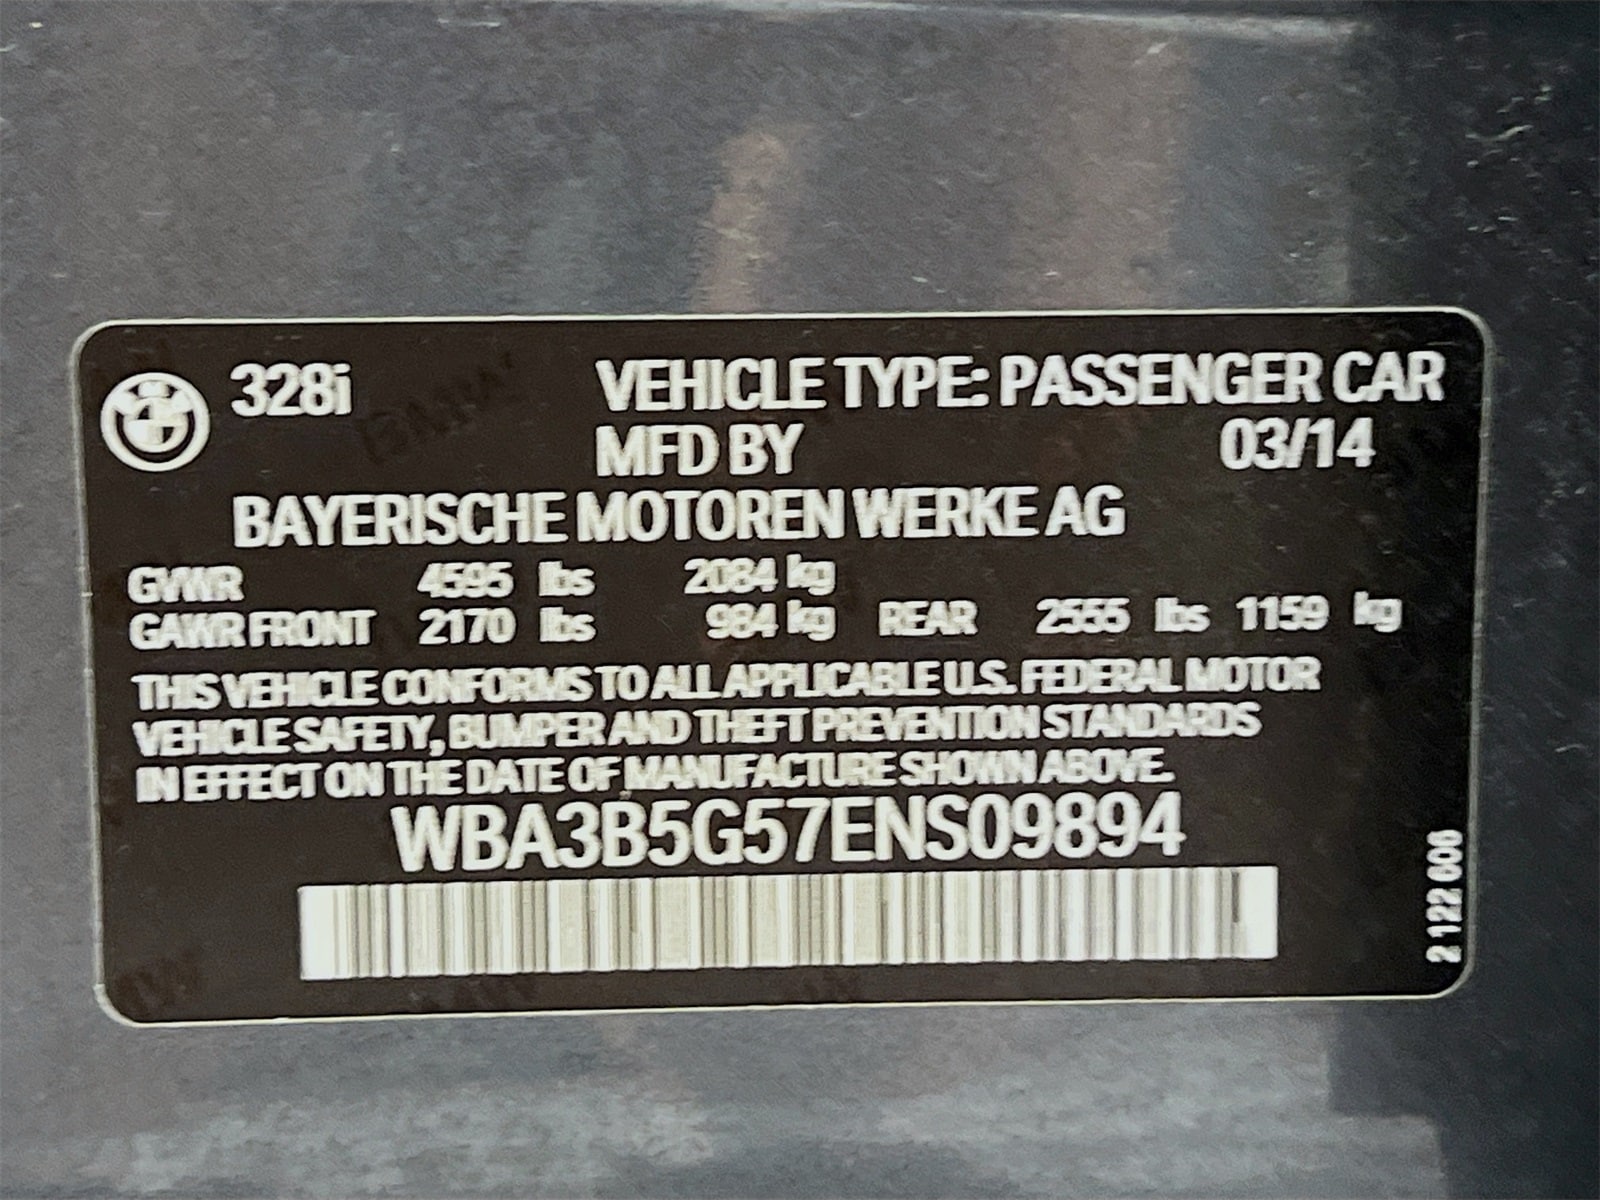 328i VEHICLE TYPE: PASSENGER CAR
MFD BY 03/14
BAYERISCHE MOTOREN WERKE AG
GVWR 4595 lbs 2084 kg
GAWR FRONT 2170 lbs 984 kg REAR 2555 lbs 1159 kg
THIS VEHICLE CONFORMS TO ALL APPLICABLE U.S. FEDERAL MOTOR
VEHICLE SAFETY, BUMPER AND THEFT PREVENTION STANDARDS
IN EFFECT ON THE DATE OF MANUFACTURE SHOWN ABOVE.
WBA3B5G57ENS09894
2 122 606